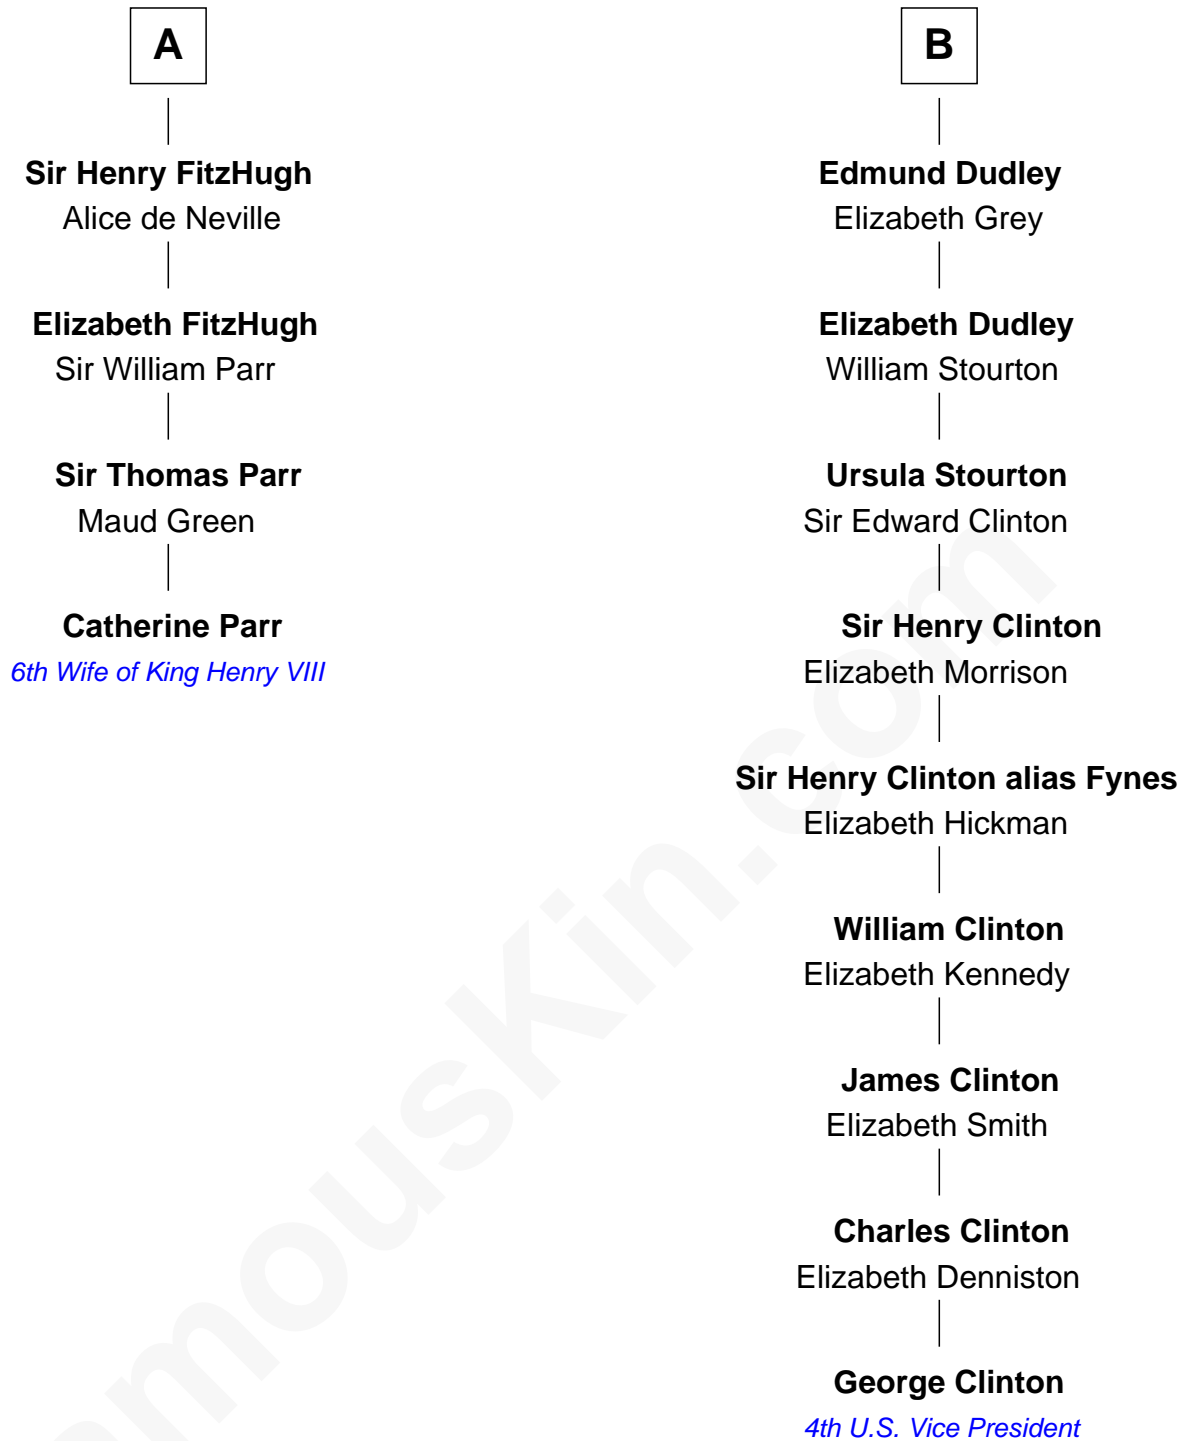 A
Sir Henry FitzHugh
Alice de Neville
Elizabeth FitzHugh
Sir William Parr
Sir Thomas Parr
Maud Green
Catherine Parr
6th Wife of King Henry VIII
B
Edmund Dudley
Elizabeth Grey
Elizabeth Dudley
William Stourton
Ursula Stourton
Sir Edward Clinton
Sir Henry Clinton
Elizabeth Morrison
Sir Henry Clinton alias Fynes
Elizabeth Hickman
William Clinton
Elizabeth Kennedy
James Clinton
Elizabeth Smith
Charles Clinton
Elizabeth Denniston
George Clinton
4th U.S. Vice President
amousKin.com